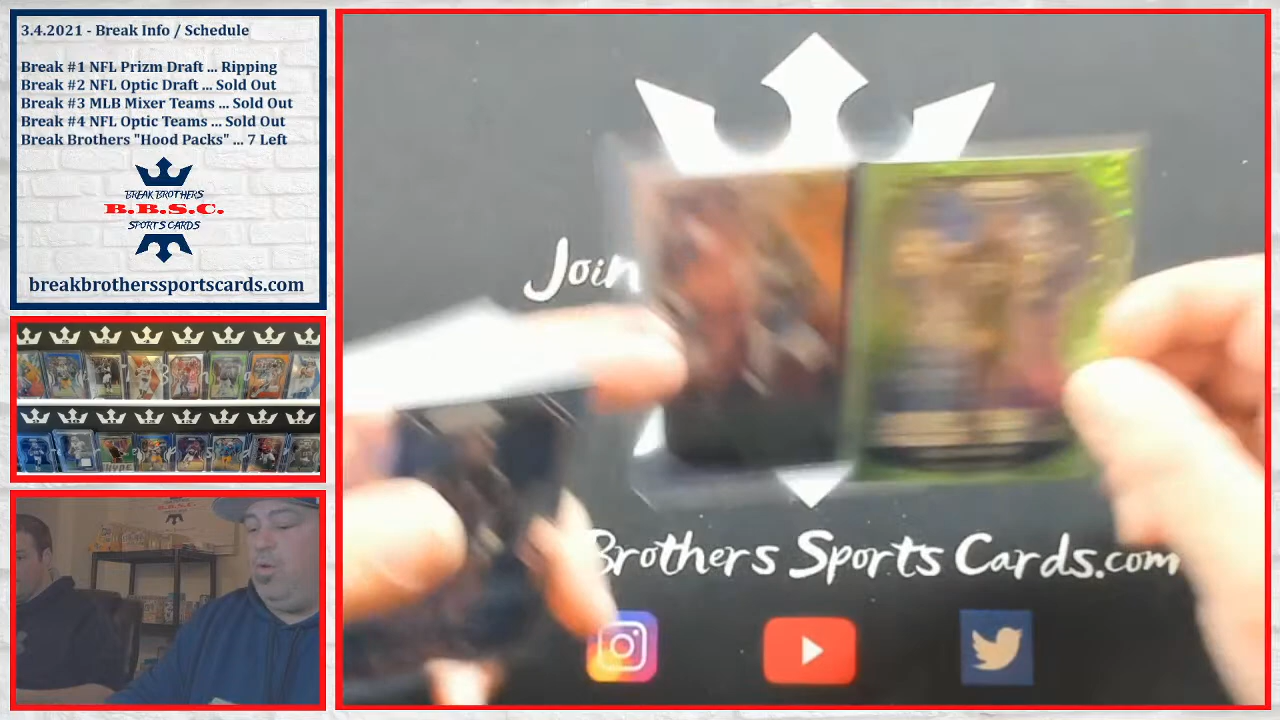 3.4.2021 - Break Info / Schedule
Break #1 NFL Prizm Draft ... Ripping
Break #2 NFL Optic Draft ... Sold Out
Break #3 MLB Mixer Teams ... Sold Out
Break #4 NFL Optic Teams ... Sold Out
Break Brothers "Hood Packs" ... 7 Left
BREAK BROTHERS
B.B.S.C.
SPORTS CARDS
breakbrotherssportscards.com
Join
Brothers Sports Cards.com